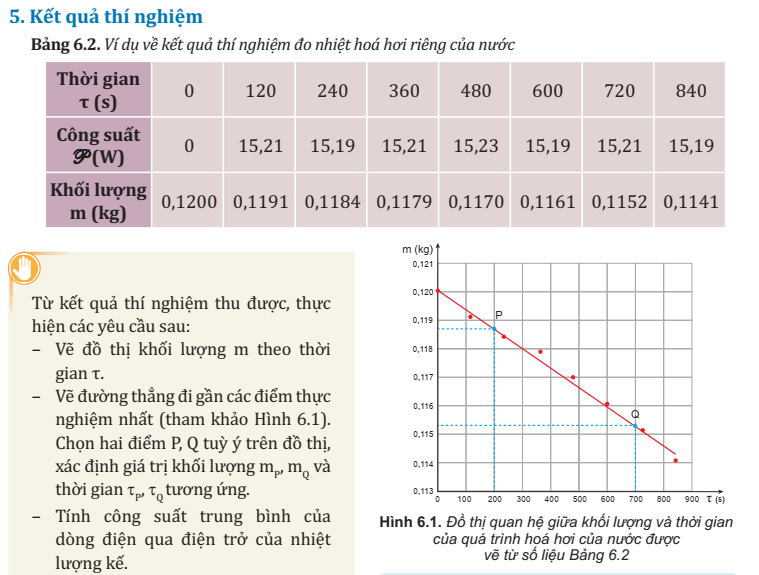 5. Kết quả thí nghiệm
Bảng 6.2. Ví dụ về kết quả thí nghiệm đo nhiệt hoá hơi riêng của nước
Thời gian τ (s) 0 120 240 360 480 600 720 840
Công suất 𝒫 (W) 0 15,21 15,19 15,21 15,23 15,19 15,21 15,19
Khối lượng m (kg) 0,1200 0,1191 0,1184 0,1179 0,1170 0,1161 0,1152 0,1141
Từ kết quả thí nghiệm thu được, thực
hiện các yêu cầu sau:
– Vẽ đồ thị khối lượng m theo thời
gian τ.
– Vẽ đường thẳng đi gần các điểm thực
nghiệm nhất (tham khảo Hình 6.1).
Chọn hai điểm P, Q tuỳ ý trên đồ thị,
xác định giá trị khối lượng mP, mQ và
thời gian τP, τQ tương ứng.
– Tính công suất trung bình của
dòng điện qua điện trở của nhiệt
lượng kế.
m (kg)
0,121
0,120
0,119
0,118
0,117
0,116
0,115
0,114
0,113
P
Q
0 100 200 300 400 500 600 700 800 900 τ (s)
Hình 6.1. Đồ thị quan hệ giữa khối lượng và thời gian
của quá trình hoá hơi của nước được
vẽ từ số liệu Bảng 6.2